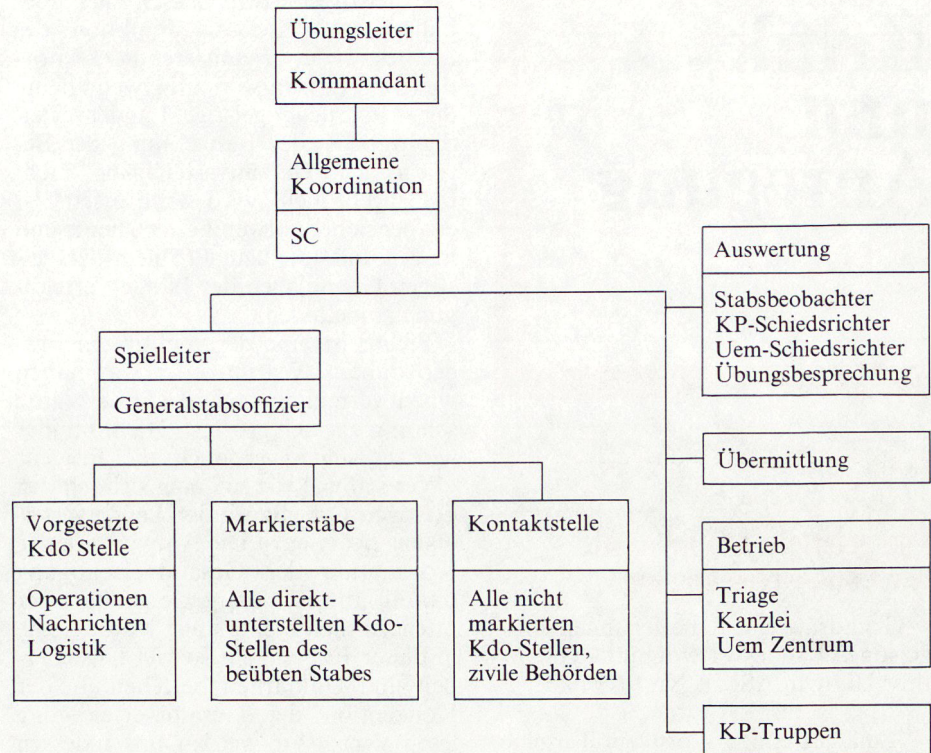 Übungsleiter
Kommandant
Allgemeine
Koordination
SC
Spielleiter
Generalstabsoffizier
Vorgesetzte
Kdo Stelle
Operationen
Nachrichten
Logistik
Markierstäbe
Alle direkt-
unterstellten Kdo-
Stellen des
beübten Stabes
Kontaktstelle
Alle nicht
markierten
Kdo-Stellen,
zivile Behörden
Auswertung
Stabsbeobachter
KP-Schiedsrichter
Uem-Schiedsrichter
Übungsbesprechung
Übermittlung
Betrieb
Triage
Kanzlei
Uem Zentrum
KP-Truppen